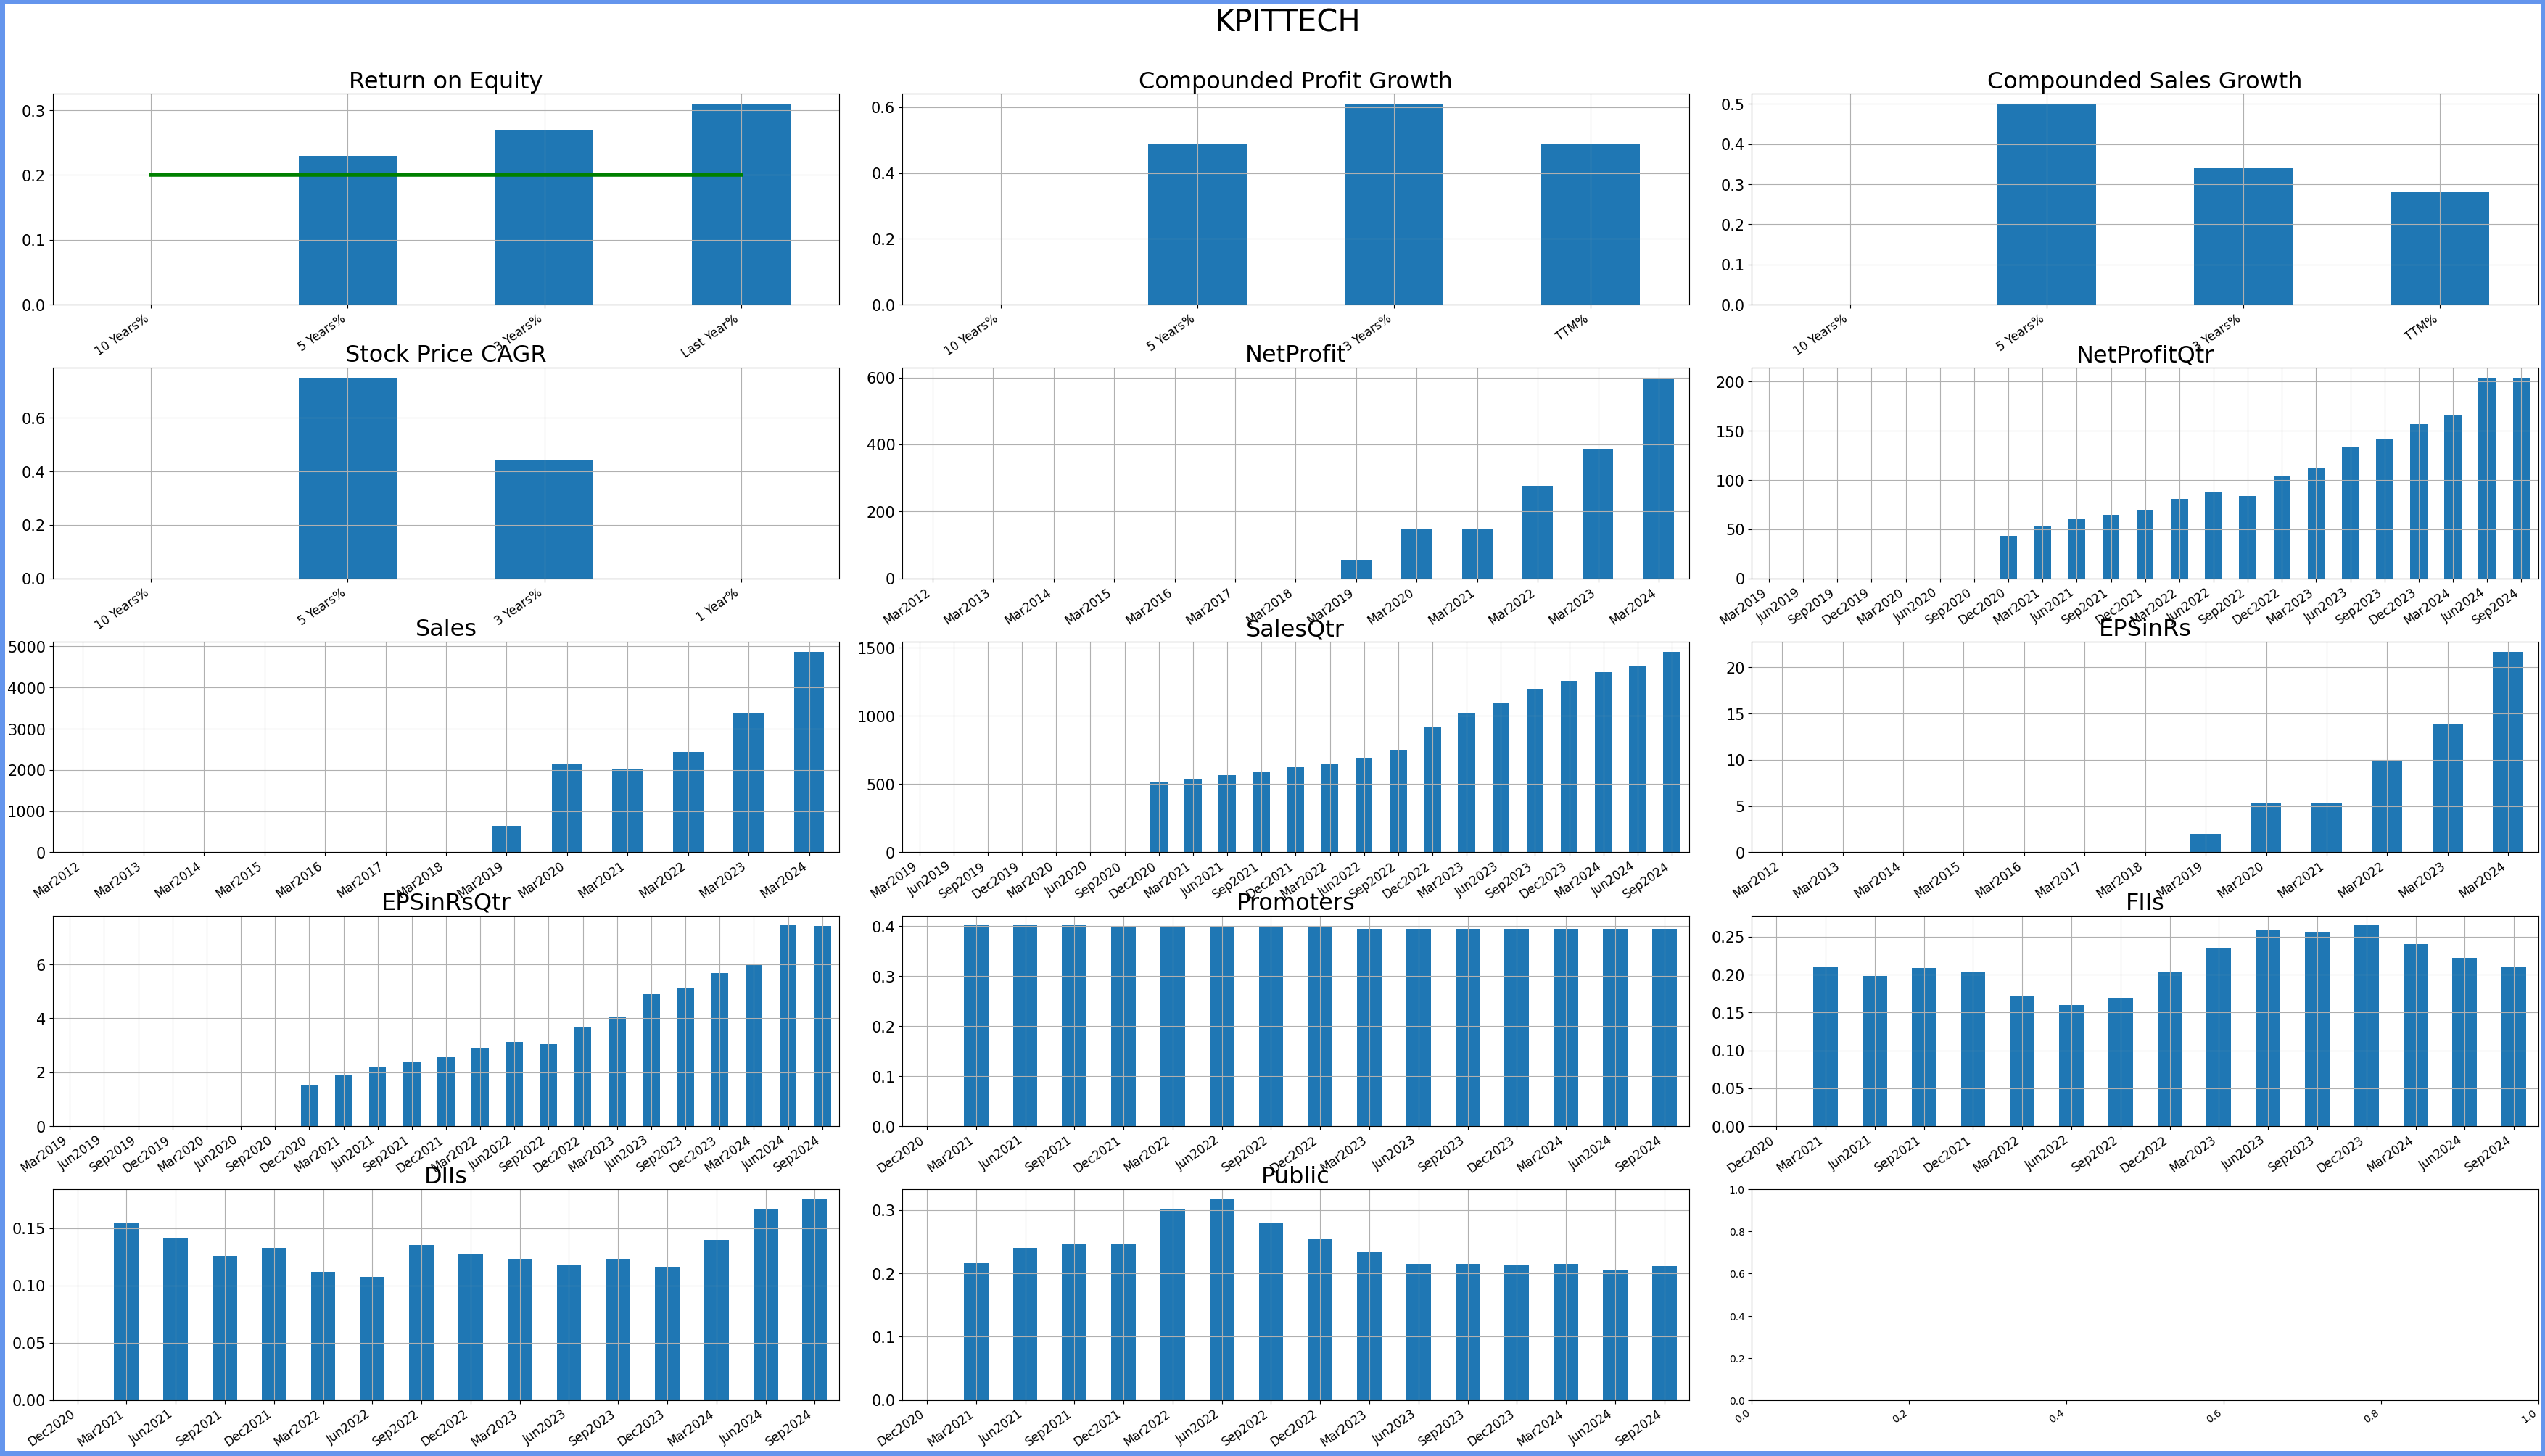 KPITTECH
Return on Equity
0.3
0.2
0.1
0.0
10 Years%
5 Years%
3 Years%
Last Year%
Compounded Profit Growth
0.6
0.4
0.2
0.0
10 Years%
5 Years%
3 Years%
TTM%
Compounded Sales Growth
0.5
0.4
0.3
0.2
0.1
0.0
10 Years%
5 Years%
3 Years%
TTM%
Stock Price CAGR
0.6
0.4
0.2
0.0
10 Years%
5 Years%
3 Years%
1 Year%
NetProfit
600
400
200
0
Mar2012
Mar2013
Mar2014
Mar2015
Mar2016
Mar2017
Mar2018
Mar2019
Mar2020
Mar2021
Mar2022
Mar2023
Mar2024
NetProfitQtr
200
150
100
50
0
Mar2019
Jun2019
Sep2019
Dec2019
Mar2020
Jun2020
Sep2020
Dec2020
Mar2021
Jun2021
Sep2021
Dec2021
Mar2022
Jun2022
Sep2022
Dec2022
Mar2023
Jun2023
Sep2023
Dec2023
Mar2024
Jun2024
Sep2024
Sales
5000
4000
3000
2000
1000
0
Mar2012
Mar2013
Mar2014
Mar2015
Mar2016
Mar2017
Mar2018
Mar2019
Mar2020
Mar2021
Mar2022
Mar2023
Mar2024
SalesQtr
1500
1000
500
0
Mar2019
Jun2019
Sep2019
Dec2019
Mar2020
Jun2020
Sep2020
Dec2020
Mar2021
Jun2021
Sep2021
Dec2021
Mar2022
Jun2022
Sep2022
Dec2022
Mar2023
Jun2023
Sep2023
Dec2023
Mar2024
Jun2024
Sep2024
EPSinRs
20
15
10
5
0
Mar2012
Mar2013
Mar2014
Mar2015
Mar2016
Mar2017
Mar2018
Mar2019
Mar2020
Mar2021
Mar2022
Mar2023
Mar2024
EPSinRsQtr
6
4
2
0
Mar2019
Jun2019
Sep2019
Dec2019
Mar2020
Jun2020
Sep2020
Dec2020
Mar2021
Jun2021
Sep2021
Dec2021
Mar2022
Jun2022
Sep2022
Dec2022
Mar2023
Jun2023
Sep2023
Dec2023
Mar2024
Jun2024
Sep2024
Promoters
0.4
0.3
0.2
0.1
0.0
Dec2020
Mar2021
Jun2021
Sep2021
Dec2021
Mar2022
Jun2022
Sep2022
Dec2022
Mar2023
Jun2023
Sep2023
Dec2023
Mar2024
Jun2024
Sep2024
FIIs
0.25
0.20
0.15
0.10
0.05
0.00
Dec2020
Mar2021
Jun2021
Sep2021
Dec2021
Mar2022
Jun2022
Sep2022
Dec2022
Mar2023
Jun2023
Sep2023
Dec2023
Mar2024
Jun2024
Sep2024
DIIs
0.15
0.10
0.05
0.00
Dec2020
Mar2021
Jun2021
Sep2021
Dec2021
Mar2022
Jun2022
Sep2022
Dec2022
Mar2023
Jun2023
Sep2023
Dec2023
Mar2024
Jun2024
Sep2024
Public
0.3
0.2
0.1
0.0
Dec2020
Mar2021
Jun2021
Sep2021
Dec2021
Mar2022
Jun2022
Sep2022
Dec2022
Mar2023
Jun2023
Sep2023
Dec2023
Mar2024
Jun2024
Sep2024
1.0
0.8
0.6
0.4
0.2
0.0
0.0
0.2
0.4
0.6
0.8
1.0